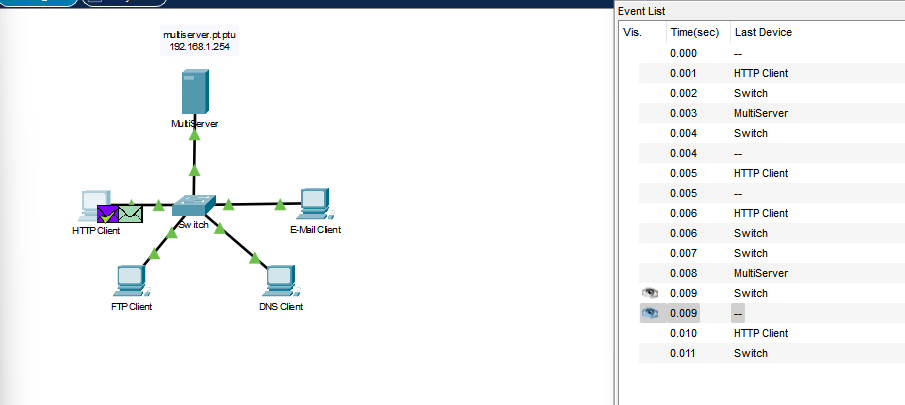 multiserver.pt.ptu
192.168.1.254
MultiServer
HTTP Client
Switch
E-Mail Client
FTP Client
DNS Client
Event List
Vis. Time(sec) Last Device
0.000 --
0.001 HTTP Client
0.002 Switch
0.003 MultiServer
0.004 Switch
0.004 --
0.005 HTTP Client
0.005 --
0.006 HTTP Client
0.006 Switch
0.007 Switch
0.008 MultiServer
0.009 Switch
0.009 --
0.010 HTTP Client
0.011 Switch